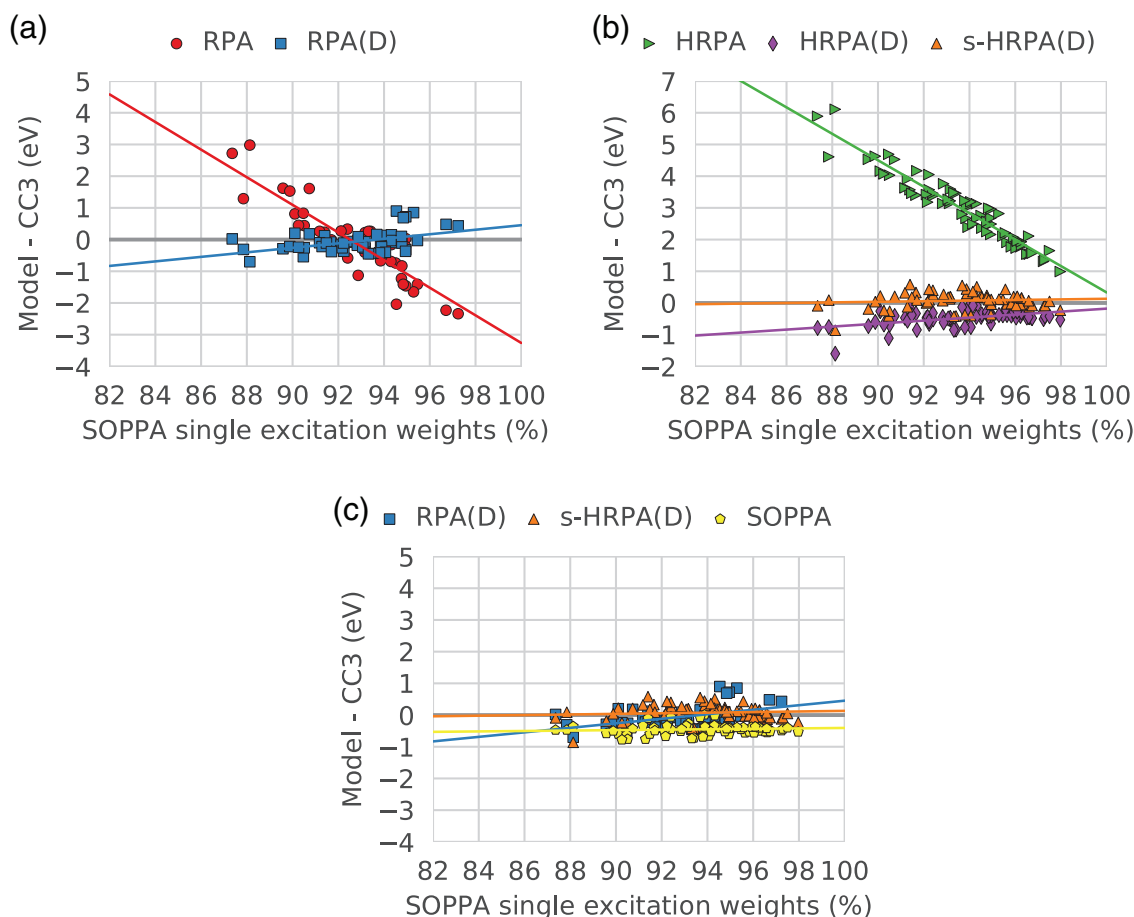 (a)
RPA RPA(D)
5
4
3
2
1
0
−1
−2
−3
−4
Model - CC3 (eV)
82 84 86 88 90 92 94 96 98 100
SOPPA single excitation weights (%)
(b)
HRPA HRPA(D) s-HRPA(D)
7
6
5
4
3
2
1
0
−1
−2
Model - CC3 (eV)
82 84 86 88 90 92 94 96 98 100
SOPPA single excitation weights (%)
(c)
RPA(D) s-HRPA(D) SOPPA
5
4
3
2
1
0
−1
−2
−3
−4
Model - CC3 (eV)
82 84 86 88 90 92 94 96 98 100
SOPPA single excitation weights (%)